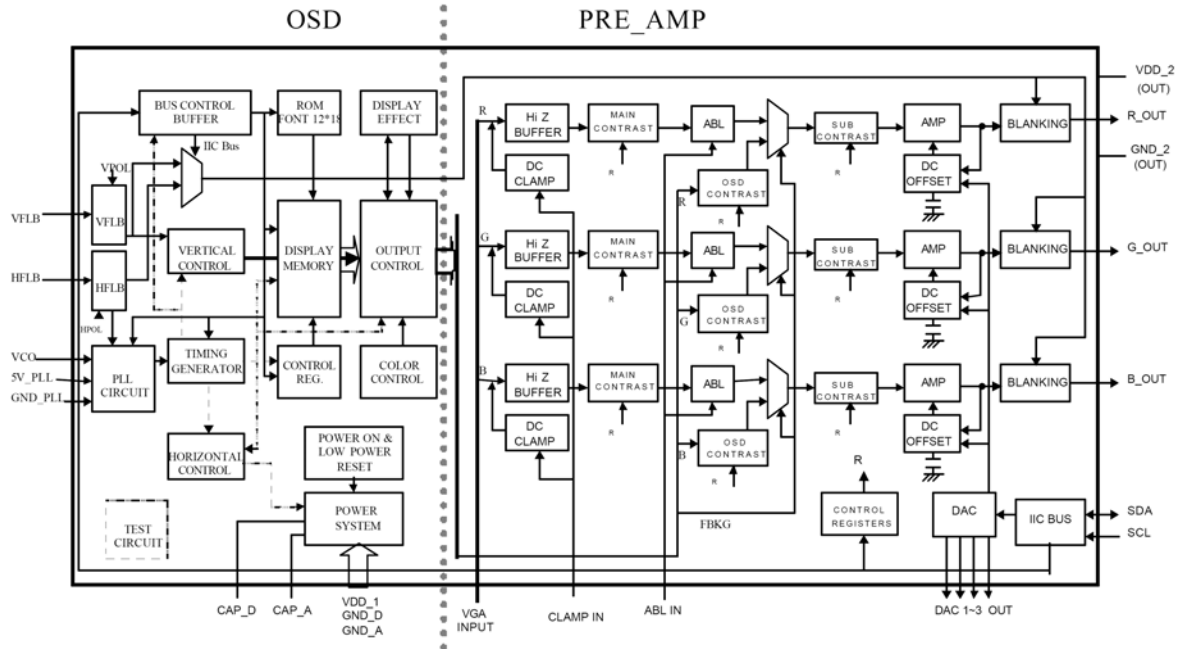 OSD
PRE_AMP
BUS CONTROL
BUFFER
ROM
FONT 12*18
DISPLAY
EFFECT
IIC Bus
VPOL
VFLB
VFLB
HFLB
HFLB
HPOL
VERTICAL
CONTROL
DISPLAY
MEMORY
OUTPUT
CONTROL
VCO
5V_PLL
GND_PLL
PLL
CIRCUIT
TIMING
GENERATOR
CONTROL
REG.
COLOR
CONTROL
HORIZONTAL
CONTROL
POWER ON &
LOW POWER
RESET
POWER
SYSTEM
TEST
CIRCUIT
CAP_D
CAP_A
VDD_1
GND_D
GND_A
R
Hi Z
BUFFER
MAIN
CONTRAST
ABL
SUB
CONTRAST
AMP
BLANKING
DC
CLAMP
R
R
OSD
CONTRAST
R
R
DC
OFFSET
VDD_2
(OUT)
R_OUT
GND_2
(OUT)
G
Hi Z
BUFFER
MAIN
CONTRAST
ABL
SUB
CONTRAST
AMP
BLANKING
G_OUT
DC
CLAMP
R
G
OSD
CONTRAST
R
R
DC
OFFSET
B
Hi Z
BUFFER
MAIN
CONTRAST
ABL
SUB
CONTRAST
AMP
BLANKING
B_OUT
DC
CLAMP
R
B
OSD
CONTRAST
R
R
DC
OFFSET
R
CONTROL
REGISTERS
FBKG
DAC
IIC BUS
SDA
SCL
VGA
INPUT
CLAMP IN
ABL IN
DAC 1~3 OUT